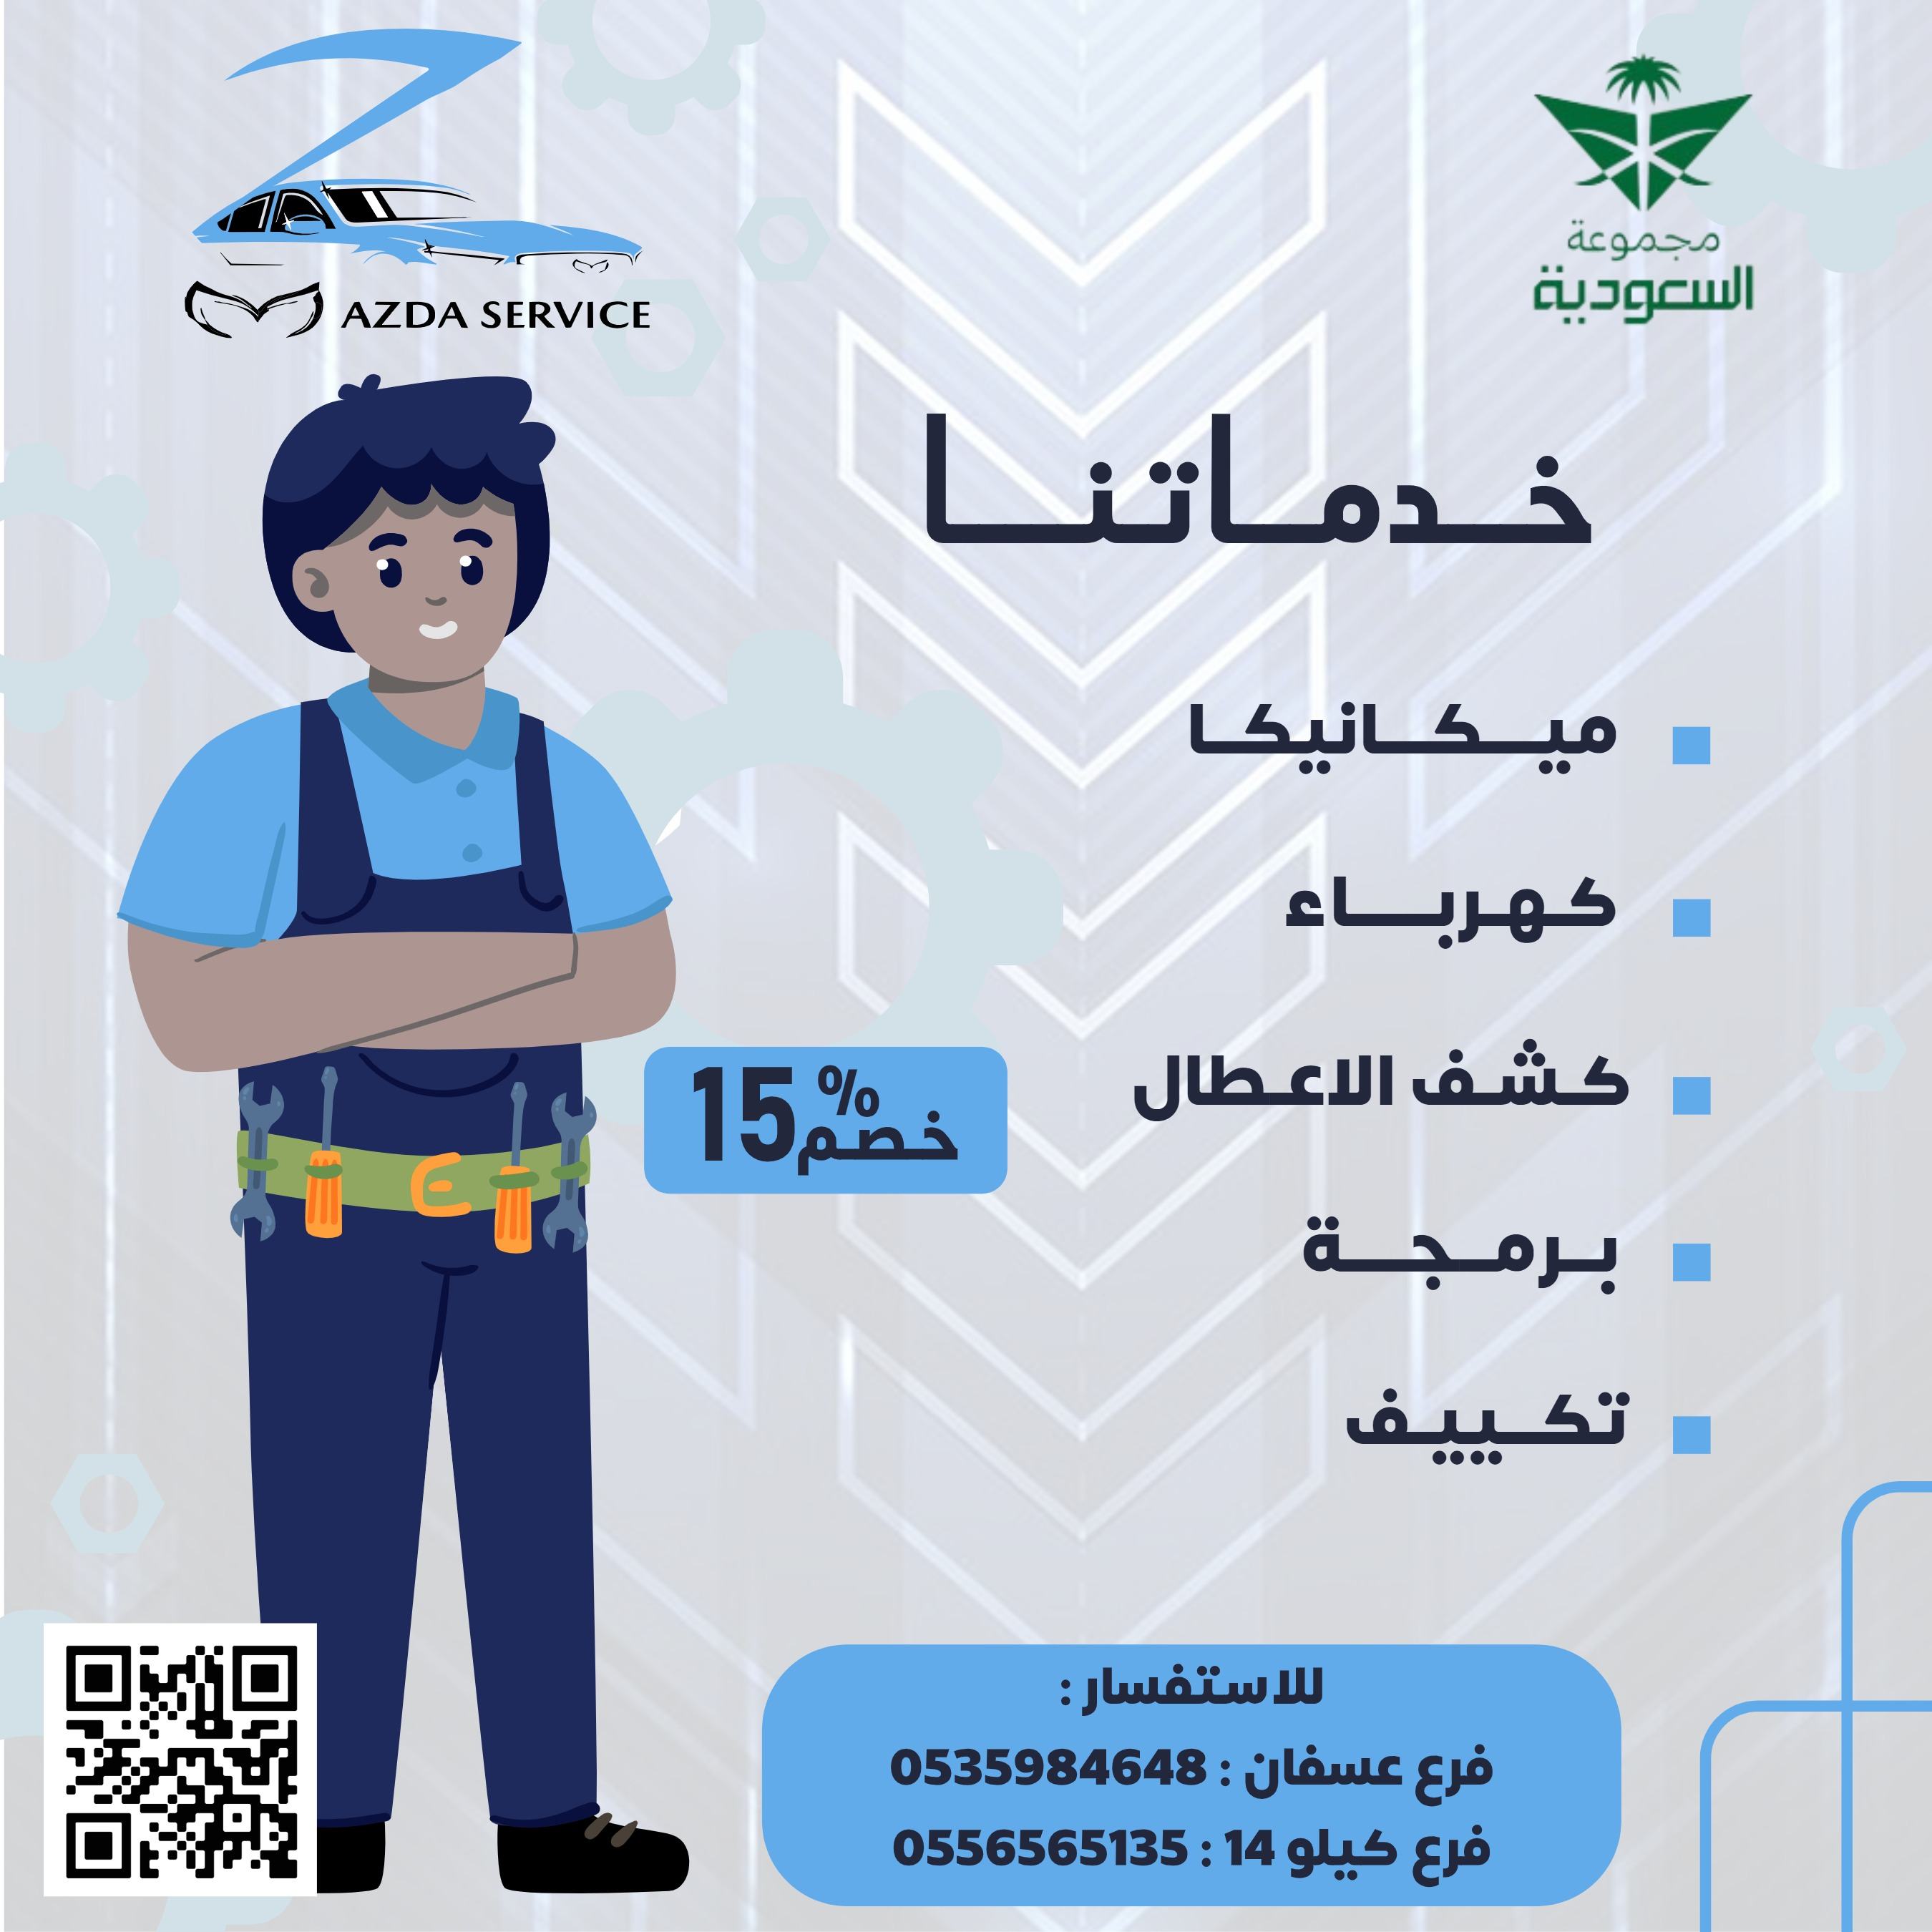 AZDA SERVICE
مجموعة
السعودية
خدماتنا
ميكانيكا
كهرباء
كشف الاعطال
برمجة
تكييف
خصم 15%
للاستفسار :
فرع عسفان : 0535984648
فرع كيلو 14 : 0556565135